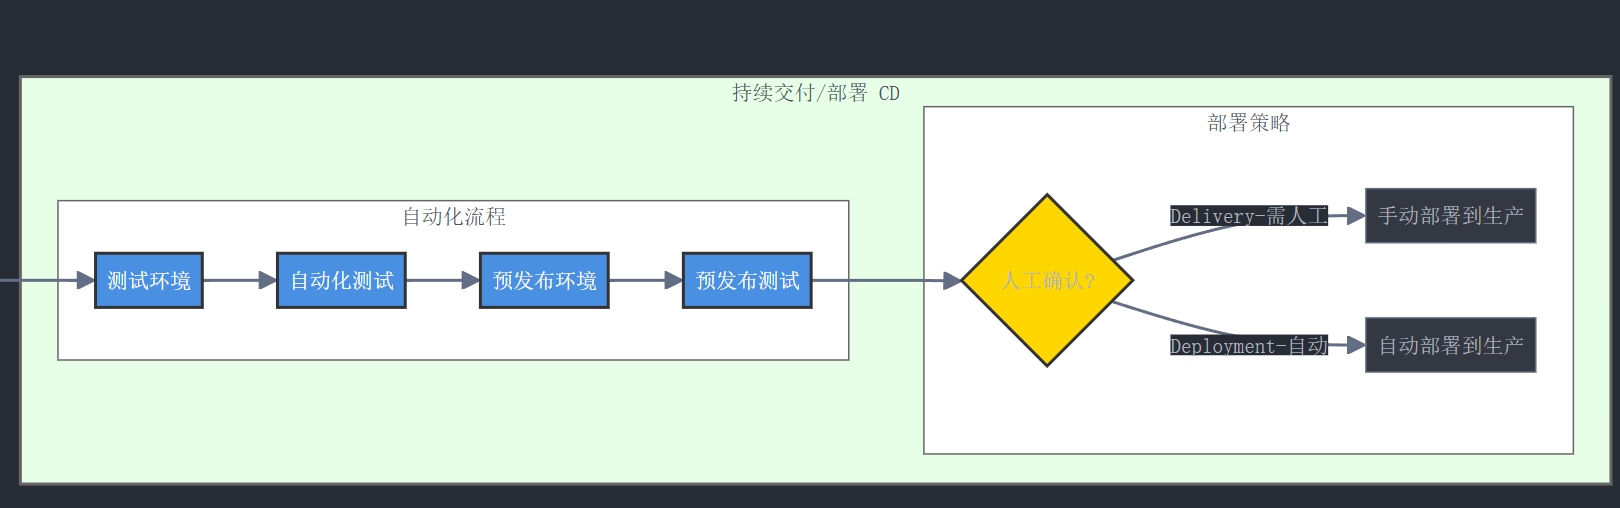 持续交付/部署 CD
自动化流程
测试环境
自动化测试
预发布环境
预发布测试
部署策略
人工确认?
Delivery-需人工
手动部署到生产
Deployment-自动
自动部署到生产